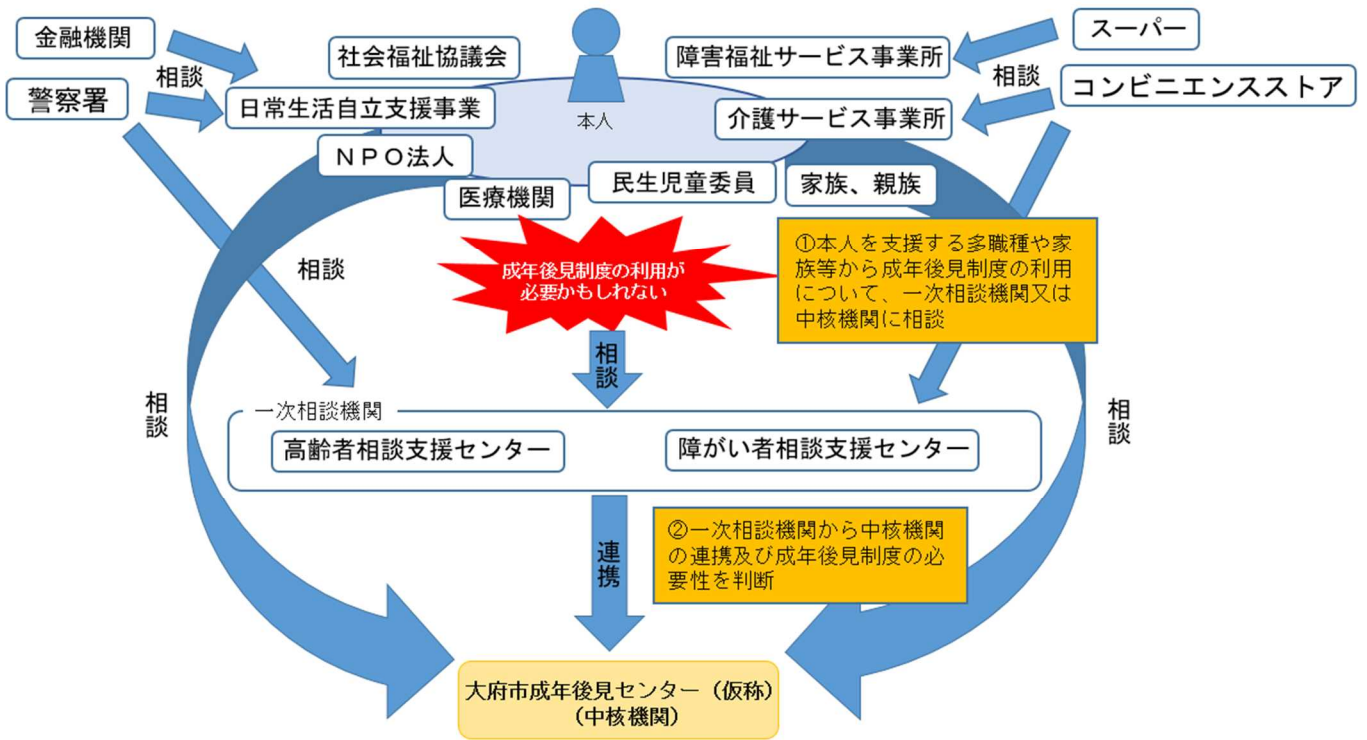 金融機関
相談
警察署
社会福祉協議会
日常生活自立支援事業
NPO法人
医療機関
本人
民生児童委員
家族、親族
障害福祉サービス事業所
介護サービス事業所
スーパー
相談
コンビニエンスストア
相談
成年後見制度の利用が
必要かもしれない
①本人を支援する多職種や家
族等から成年後見制度の利用
について、一次相談機関又は
中核機関に相談
相談
相談
相談
一次相談機関
高齢者相談支援センター
障がい者相談支援センター
連携
②一次相談機関から中核機関
の連携及び成年後見制度の必
要性を判断
大府市成年後見センター(仮称)
(中核機関)